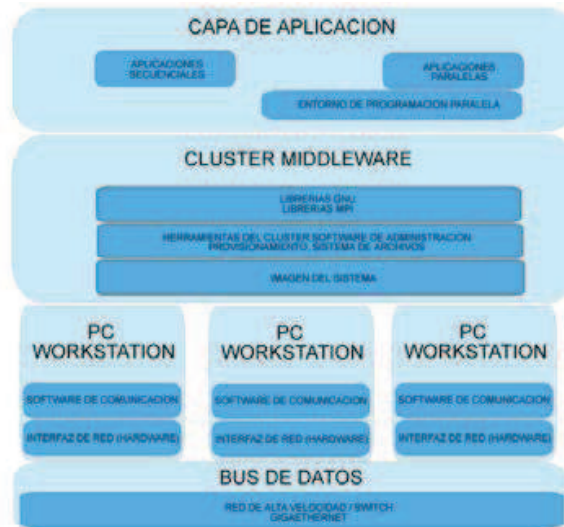 CAPA DE APLICACION
APLICACIONES
SECUENCIALES
APLICACIONES
PARALELAS
ENTORNO DE PROGRAMACION PARALELA
CLUSTER MIDDLEWARE
LIBRERIAS GNU
LIBRERIAS MPI
HERRAMIENTAS DEL CLUSTER SOFTWARE DE ADMINISTRACION
PROVISIONAMIENTO, SISTEMA DE ARCHIVOS
IMAGEN DEL SISTEMA
PC
WORKSTATION
SOFTWARE DE COMUNICACION
INTERFAZ DE RED (HARDWARE)
PC
WORKSTATION
SOFTWARE DE COMUNICACION
INTERFAZ DE RED (HARDWARE)
PC
WORKSTATION
SOFTWARE DE COMUNICACION
INTERFAZ DE RED (HARDWARE)
BUS DE DATOS
RED DE ALTA VELOCIDAD / SWITCH
GIGAETHERNET